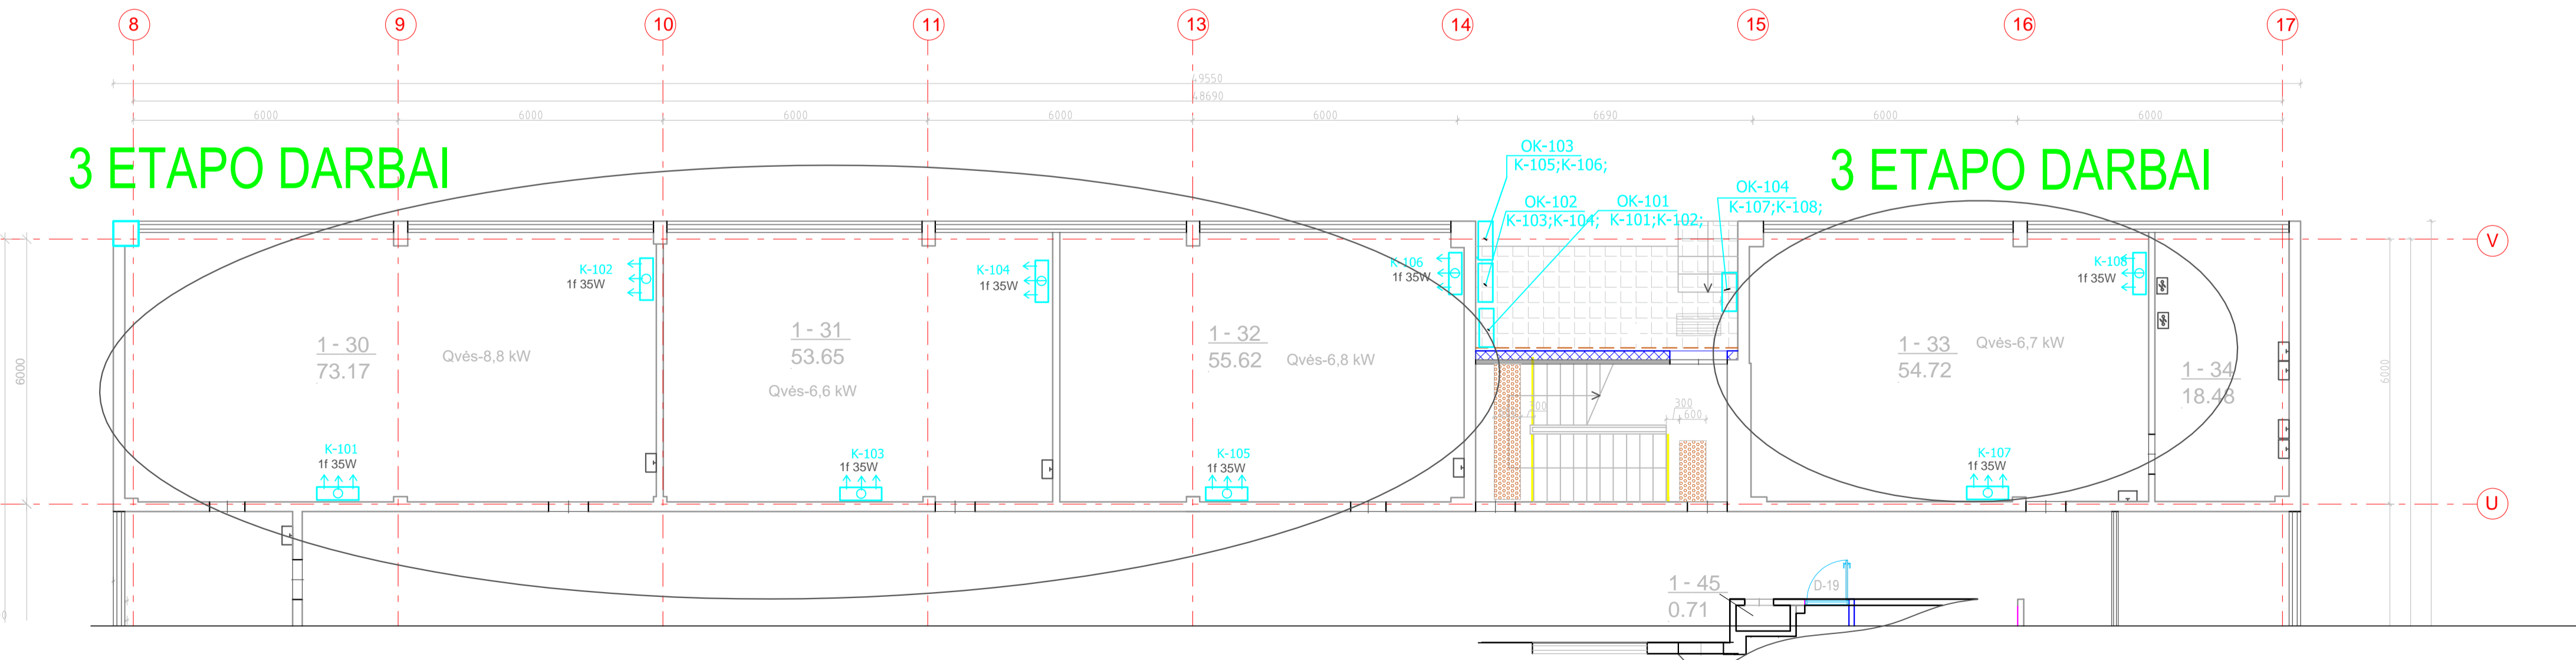 8 9 10 11 13 14 15 16 17
49550
48690
6000 6000 6000 6000 6000 6690 6000 6000
3 ETAPO DARBAI
3 ETAPO DARBAI
OK-103
K-105;K-106;
OK-102
K-103;K-104;
OK-101
K-101;K-102;
OK-104
K-107;K-108;
V
K-102
1f 35W
K-104
1f 35W
K-106
1f 35W
K-108
1f 35W
1 - 30
73.17
Qvės-8,8 kW
1 - 31
53.65
Qvės-6,6 kW
1 - 32
55.62
Qvės-6,8 kW
1 - 33
54.72
Qvės-6,7 kW
1 - 34
18.48
6000
6000
300
300
600
K-101
1f 35W
K-103
1f 35W
K-105
1f 35W
K-107
1f 35W
U
1 - 45
0.71
D-19